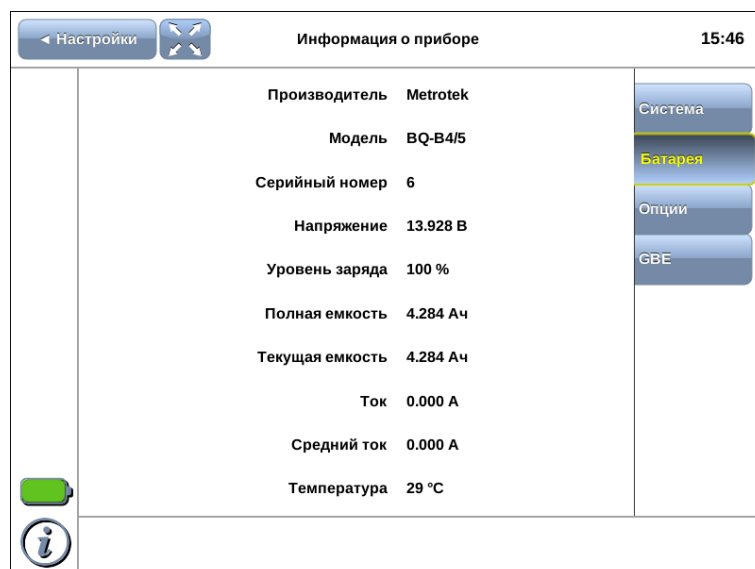 ◄ Настройки
Информация о приборе
15:46
Производитель Metrotek
Модель BQ-B4/5
Серийный номер 6
Напряжение 13.928 В
Уровень заряда 100 %
Полная емкость 4.284 Ач
Текущая емкость 4.284 Ач
Ток 0.000 А
Средний ток 0.000 А
Температура 29 °C
Система
Батарея
Опции
GBE
i